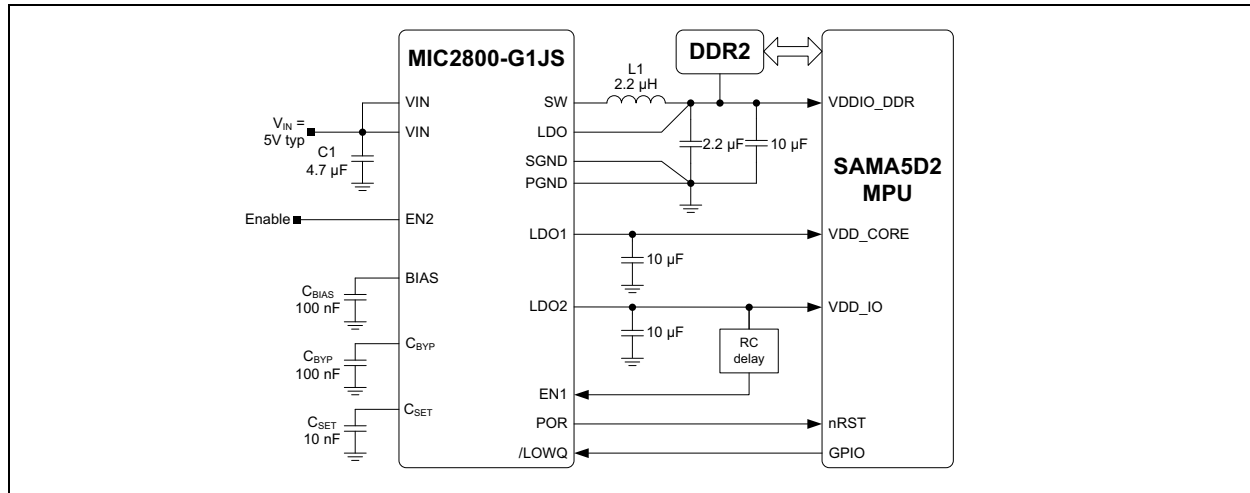 MIC2800-G1JS
DDR2
L1
2.2 µH
VIN
SW
VDDIO_DDR
V_IN =
5V typ
VIN
LDO
C1
4.7 µF
2.2 µF
10 µF
SGND
PGND
SAMA5D2
MPU
Enable
EN2
LDO1
VDD_CORE
10 µF
BIAS
C_BIAS
100 nF
LDO2
VDD_IO
10 µF
RC
delay
C_BYP
C_BYP
100 nF
EN1
C_SET
C_SET
10 nF
POR
nRST
/LOWQ
GPIO